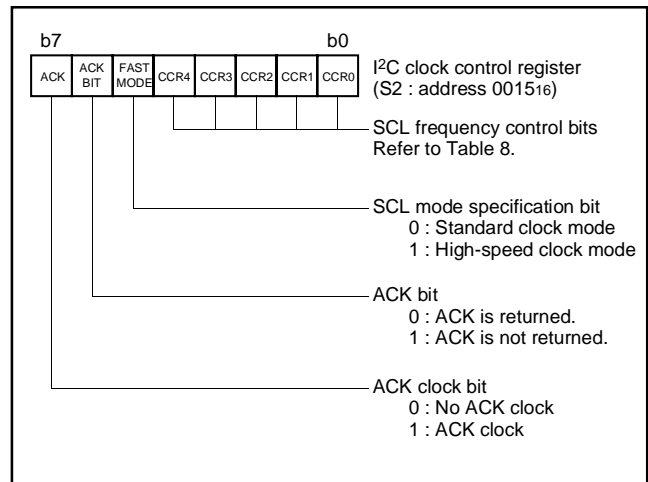 b7 b0
ACK ACK BIT FAST MODE CCR4 CCR3 CCR2 CCR1 CCR0
I²C clock control register
(S2 : address 0015₁₆)
SCL frequency control bits
Refer to Table 8.
SCL mode specification bit
0 : Standard clock mode
1 : High-speed clock mode
ACK bit
0 : ACK is returned.
1 : ACK is not returned.
ACK clock bit
0 : No ACK clock
1 : ACK clock